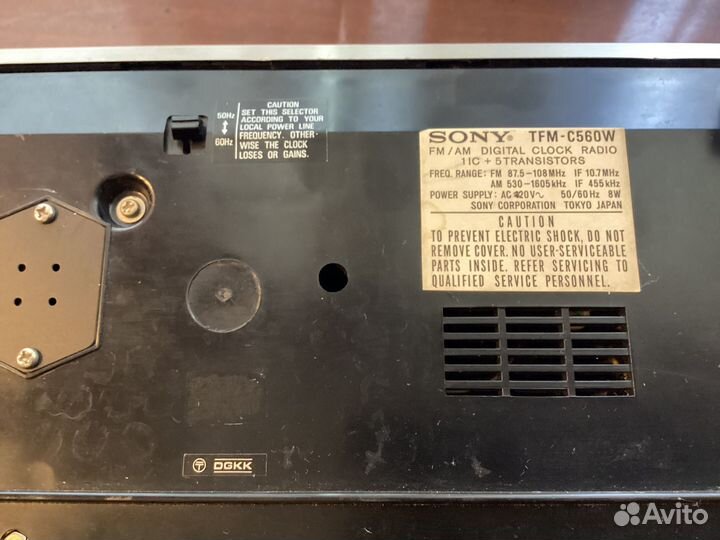 CAUTION
50Hz SET THIS SELECTOR
ACCORDING TO YOUR
LOCAL POWER LINE
60Hz FREQUENCY. OTHER-
WISE THE CLOCK
LOSES OR GAINS.
SONY® TFM-C560W
FM/AM DIGITAL CLOCK RADIO
1IC + 5TRANSISTORS
FREQ. RANGE: FM 87.5-108MHz IF 10.7MHz
AM 530-1605kHz IF 455kHz
POWER SUPPLY: AC 120V~ 50/60Hz 8W
SONY CORPORATION TOKYO JAPAN
CAUTION
TO PREVENT ELECTRIC SHOCK, DO NOT
REMOVE COVER. NO USER-SERVICEABLE
PARTS INSIDE. REFER SERVICING TO
QUALIFIED SERVICE PERSONNEL.
DGKK
Avito